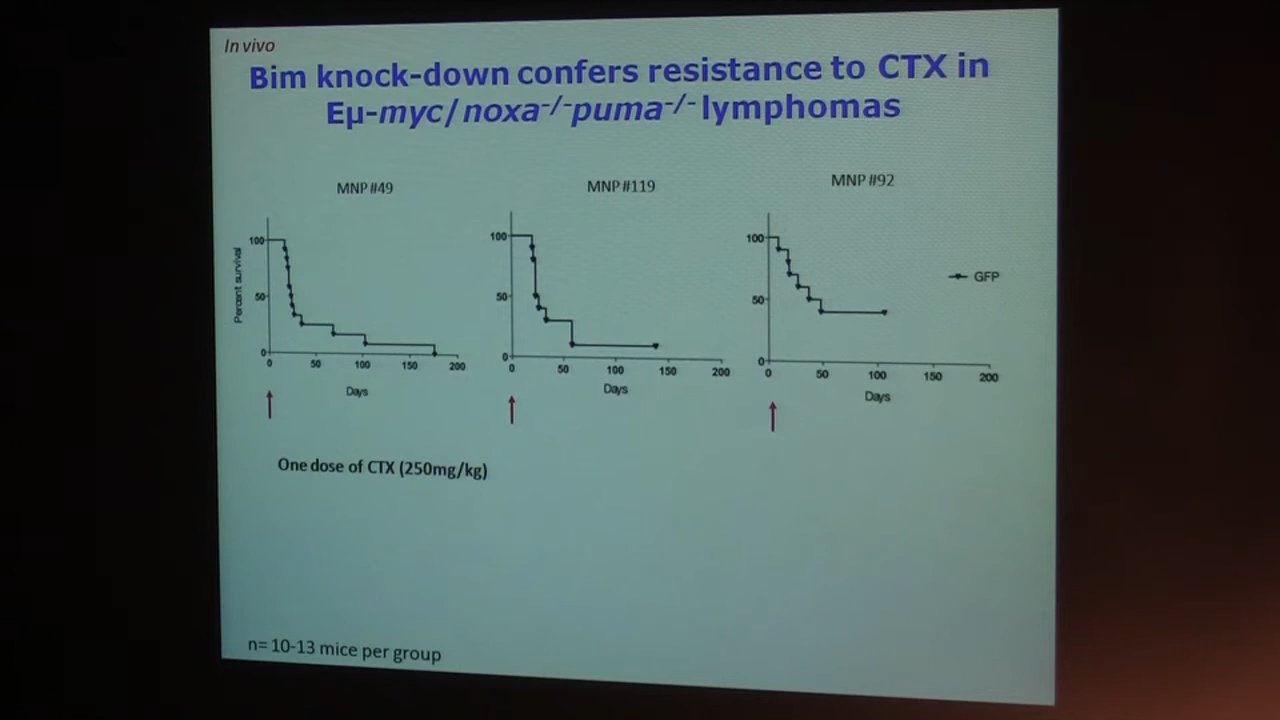 In vivo
Bim knock-down confers resistance to CTX in
Eµ-myc/noxa-/-puma-/- lymphomas
MNP #49
MNP #119
MNP #92
Percent survival
100
50
0
0 50 100 150 200
Days
100
50
0
0 50 100 150 200
Days
100
50
0
0 50 100 150 200
Days
GFP
One dose of CTX (250mg/kg)
n= 10-13 mice per group